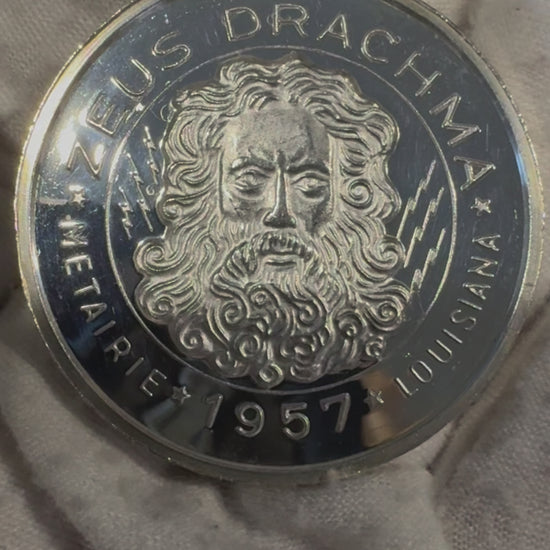 ZEUS DRACHMA
METAIRIE
1957
LOUISIANA